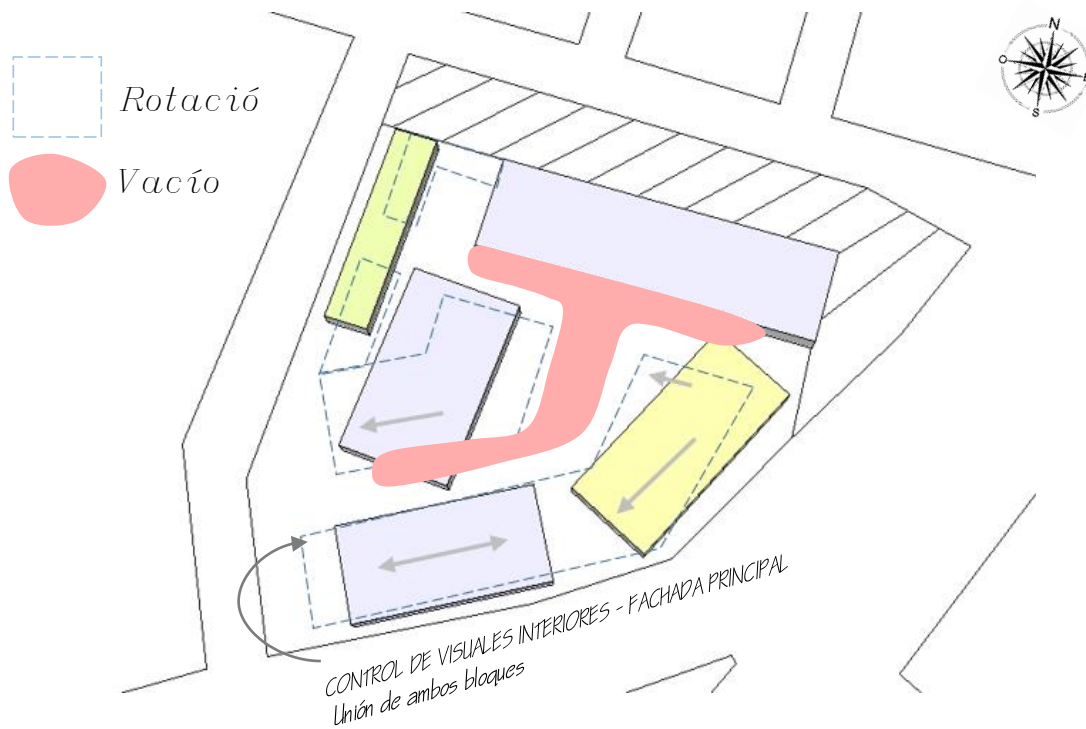 N
O
E
S
Rotació
Vacío
CONTROL DE VISUALES INTERIORES - FACHADA PRINCIPAL
Unión de ambos bloques